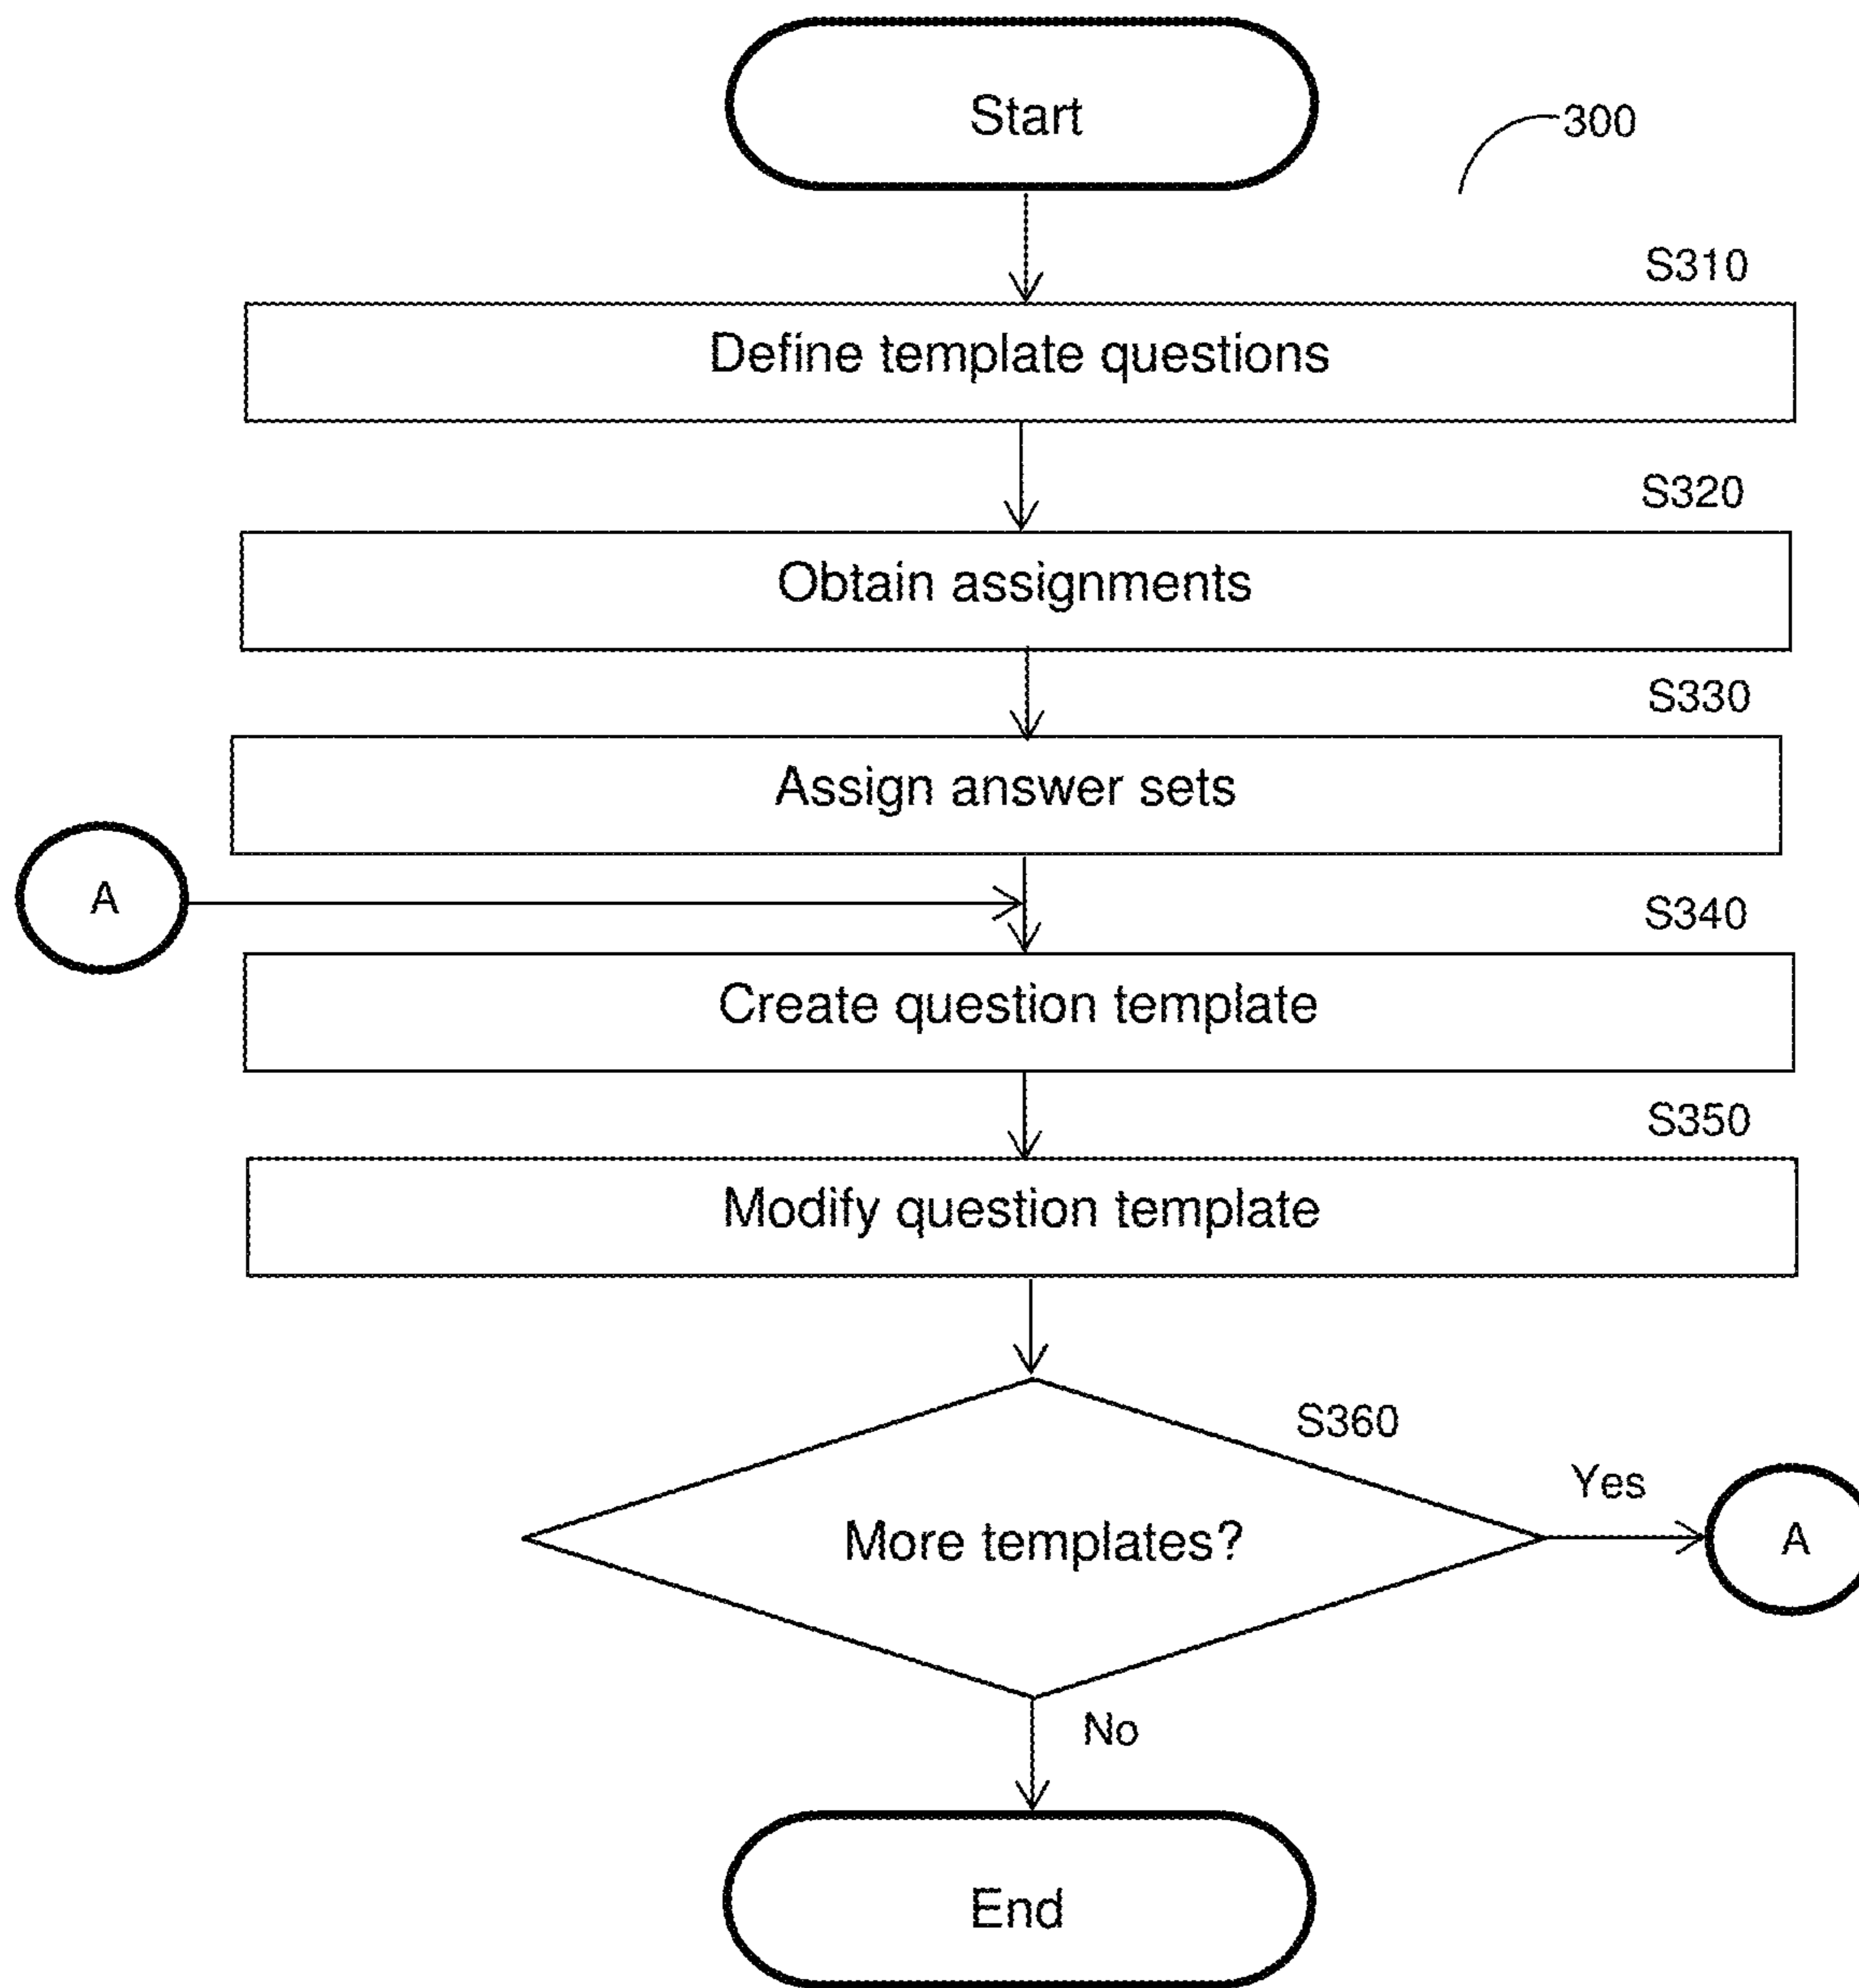 Start
300
S310
Define template questions
S320
Obtain assignments
S330
Assign answer sets
A
S340
Create question template
S350
Modify question template
S360
Yes
More templates?
A
No
End